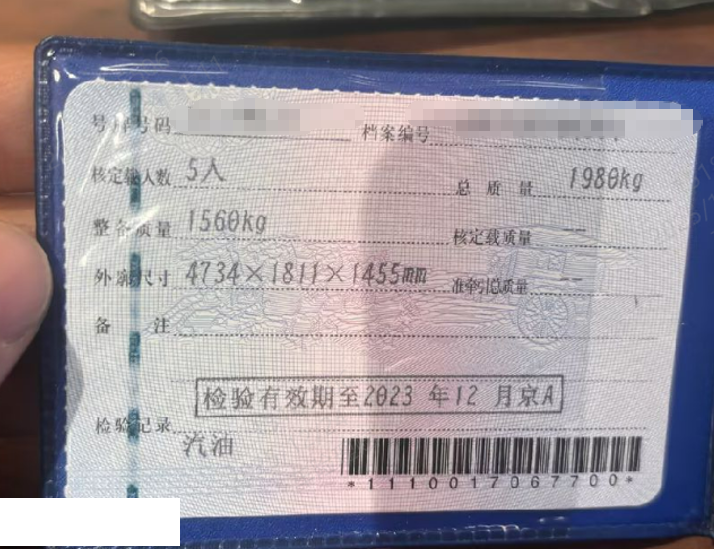 号牌号码 档案编号
核定载人数 5人 总质量 1980kg
整备质量 1560kg 核定载质量 --
外廓尺寸 4734×1811×1455mm 准牵引总质量 --
备注
检验有效期至2023 年12 月京A
检验记录
汽油
*1110017067700*